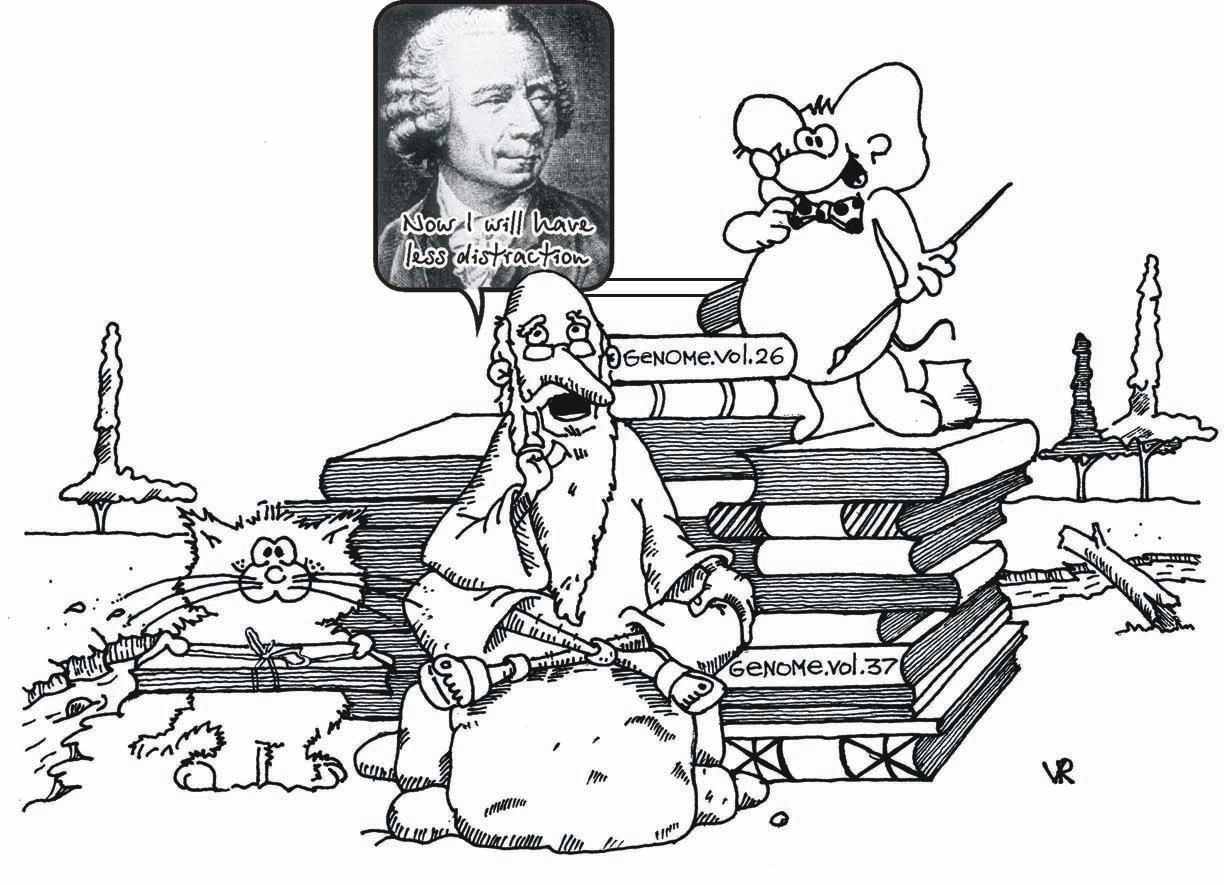 Now I will have
less distraction
GENOME.Vol.26
GENOME.Vol.37
VR